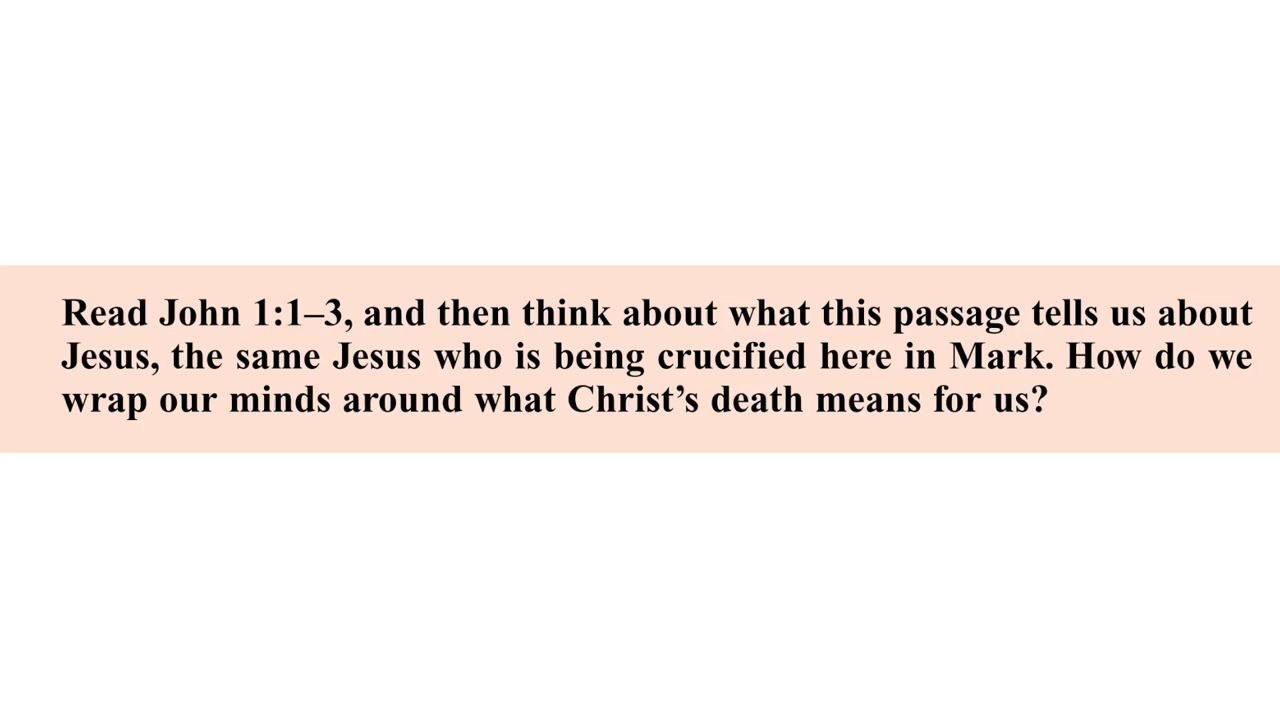 Read John 1:1–3, and then think about what this passage tells us about
Jesus, the same Jesus who is being crucified here in Mark. How do we
wrap our minds around what Christ’s death means for us?